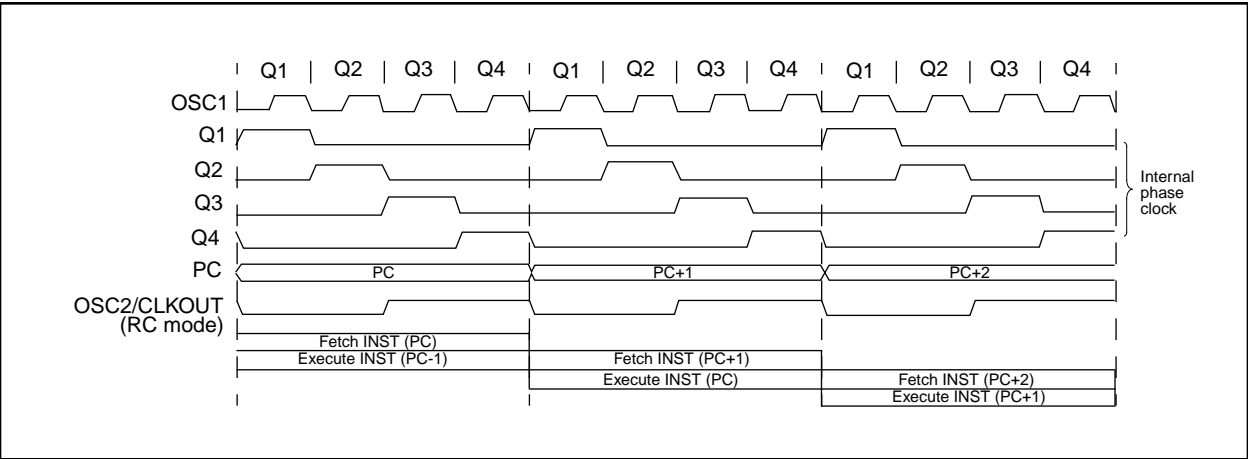 Q1 Q2 Q3 Q4 Q1 Q2 Q3 Q4 Q1 Q2 Q3 Q4
OSC1
Q1
Q2
Q3
Q4
Internal
phase
clock
PC PC PC+1 PC+2
OSC2/CLKOUT
(RC mode)
Fetch INST (PC)
Execute INST (PC-1) Fetch INST (PC+1)
Execute INST (PC) Fetch INST (PC+2)
Execute INST (PC+1)